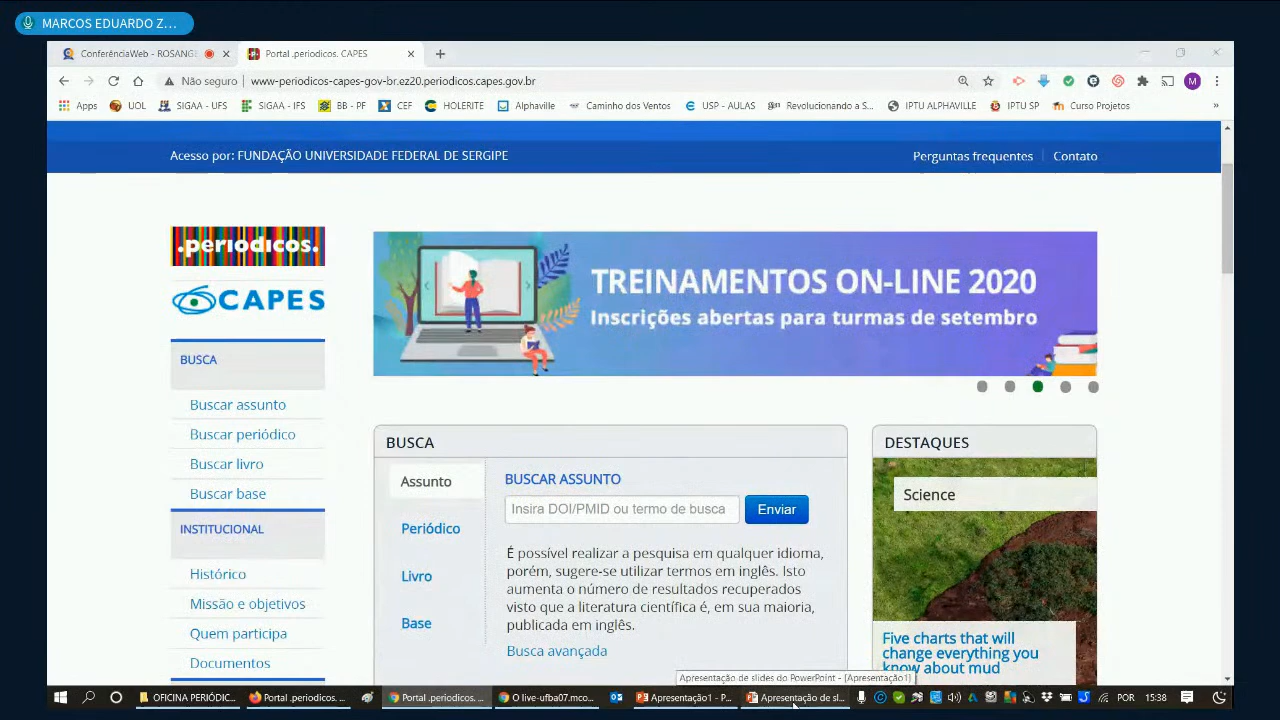 MARCOS EDUARDO Z...
ConferênciaWeb - ROSANG
Portal .periodicos. CAPES
Não seguro | www-periodicos-capes-gov-br.ez20.periodicos.capes.gov.br
M
Apps UOL SIGAA - UFS SIGAA - IFS BB - PF CEF HOLERITE Alphaville Caminho dos Ventos USP - AULAS Revolucionando a S... IPTU ALPHAVILLE IPTU SP Curso Projetos »
Acesso por: FUNDAÇÃO UNIVERSIDADE FEDERAL DE SERGIPE
Perguntas frequentes Contato
.periodicos.
CAPES
TREINAMENTOS ON-LINE 2020
Inscrições abertas para turmas de setembro
BUSCA
Buscar assunto
Buscar periódico
Buscar livro
Buscar base
INSTITUCIONAL
Histórico
Missão e objetivos
Quem participa
Documentos
BUSCA
Assunto
Periódico
Livro
Base
BUSCAR ASSUNTO
Insira DOI/PMID ou termo de busca
Enviar
É possível realizar a pesquisa em qualquer idioma,
porém, sugere-se utilizar termos em inglês. Isto
aumenta o número de resultados recuperados
visto que a literatura científica é, em sua maioria,
publicada em inglês.
Busca avançada
DESTAQUES
Science
Five charts that will
change everything you
know about mud
Apresentação de slides do PowerPoint - [Apresentação1]
OFICINA PERIÓDIC... Portal .periodicos. ... Portal .periodicos. ... O live-ufba07.mco... Apresentação1 - P... Apresentação de sl... POR 15:38